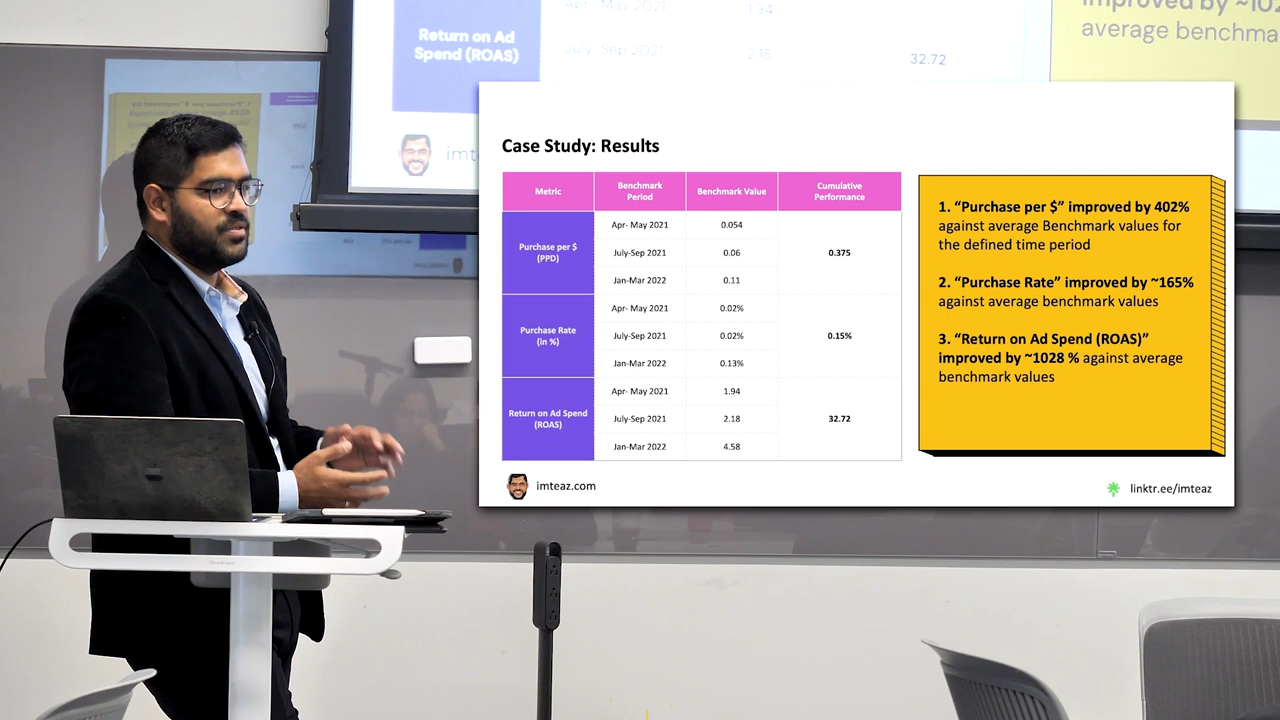 Apr- May 2021
1.94
Return on Ad
Spend (ROAS)
July- Sep 2021
2.18
32.72
improved by ~102
average benchma
imt
Case Study: Results
Metric
Benchmark
Period
Benchmark Value
Cumulative
Performance
Purchase per $
(PPD)
Apr- May 2021
0.054
July-Sep 2021
0.06
0.375
Jan-Mar 2022
0.11
Purchase Rate
(in %)
Apr- May 2021
0.02%
July-Sep 2021
0.02%
0.15%
Jan-Mar 2022
0.13%
Return on Ad Spend
(ROAS)
Apr- May 2021
1.94
July-Sep 2021
2.18
32.72
Jan-Mar 2022
4.58
1. “Purchase per $” improved by 402%
against average Benchmark values for
the defined time period
2. “Purchase Rate” improved by ~165%
against average benchmark values
3. “Return on Ad Spend (ROAS)”
improved by ~1028 % against average
benchmark values
imteaz.com
linktr.ee/imteaz